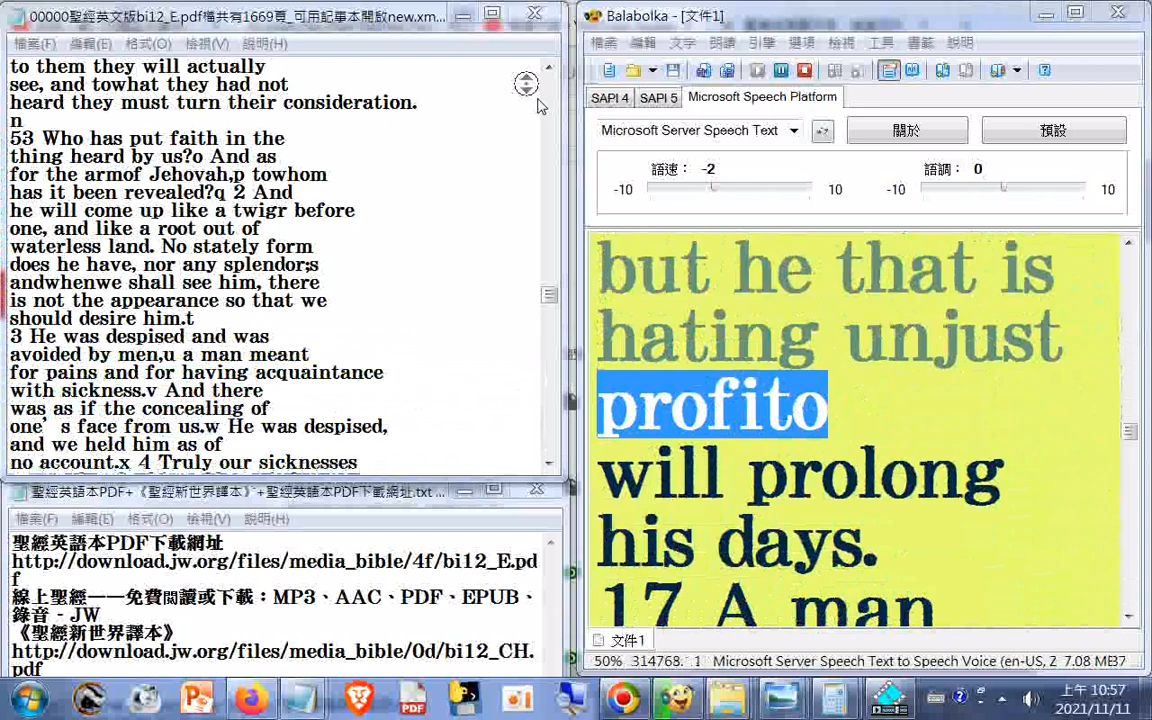 00000聖經英文版bi12_E.pdf檔共有1669頁_可用記事本開啟new.xm...
檔案(F) 編輯(E) 格式(O) 檢視(V) 說明(H)
to them they will actually
see, and towhat they had not
heard they must turn their consideration.
n
53 Who has put faith in the
thing heard by us?o And as
for the armof Jehovah,p towhom
has it been revealed?q 2 And
he will come up like a twigr before
one, and like a root out of
waterless land. No stately form
does he have, nor any splendor;s
andwhenwe shall see him, there
is not the appearance so that we
should desire him.t
3 He was despised and was
avoided by men,u a man meant
for pains and for having acquaintance
with sickness.v And there
was as if the concealing of
one’s face from us.w He was despised,
and we held him as of
no account.x 4 Truly our sicknesses
聖經英語本PDF+《聖經新世界譯本》+聖經英語本PDF下載網址.txt ...
檔案(F) 編輯(E) 格式(O) 檢視(V) 說明(H)
聖經英語本PDF下載網址
http://download.jw.org/files/media_bible/4f/bi12_E.pd
f
線上聖經——免費閱讀或下載：MP3、AAC、PDF、EPUB、
錄音 - JW
《聖經新世界譯本》
http://download.jw.org/files/media_bible/0d/bi12_CH.
pdf
Balabolka - [文件1]
檔案 編輯 文字 朗讀 引擎 選項 檢視 工具 書籤 說明
SAPI 4 SAPI 5 Microsoft Speech Platform
Microsoft Server Speech Text 關於 預設
語速： -2 語調： 0
-10 10 -10 10
but he that is
hating unjust
profito
will prolong
his days.
17 A man
文件1
50% 314768. 1 Microsoft Server Speech Text to Speech Voice (en-US, 2 7.08 MB37
上午 10:57
2021/11/11